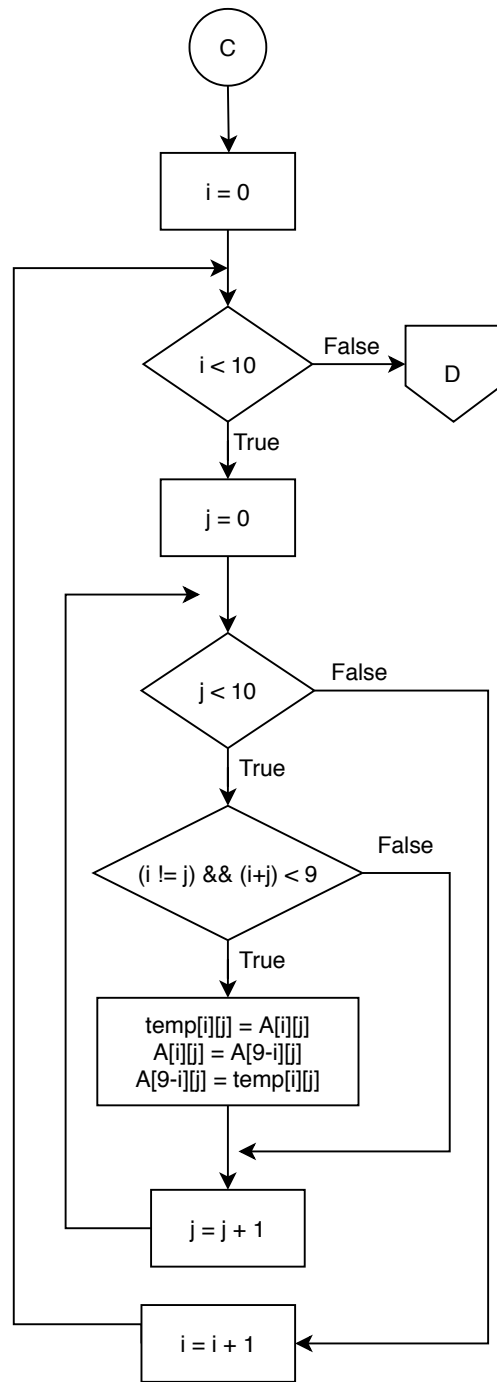 C
i = 0
i < 10
False
D
True
j = 0
j < 10
False
True
(i != j) && (i+j) < 9
False
True
temp[i][j] = A[i][j]
A[i][j] = A[9-i][j]
A[9-i][j] = temp[i][j]
j = j + 1
i = i + 1